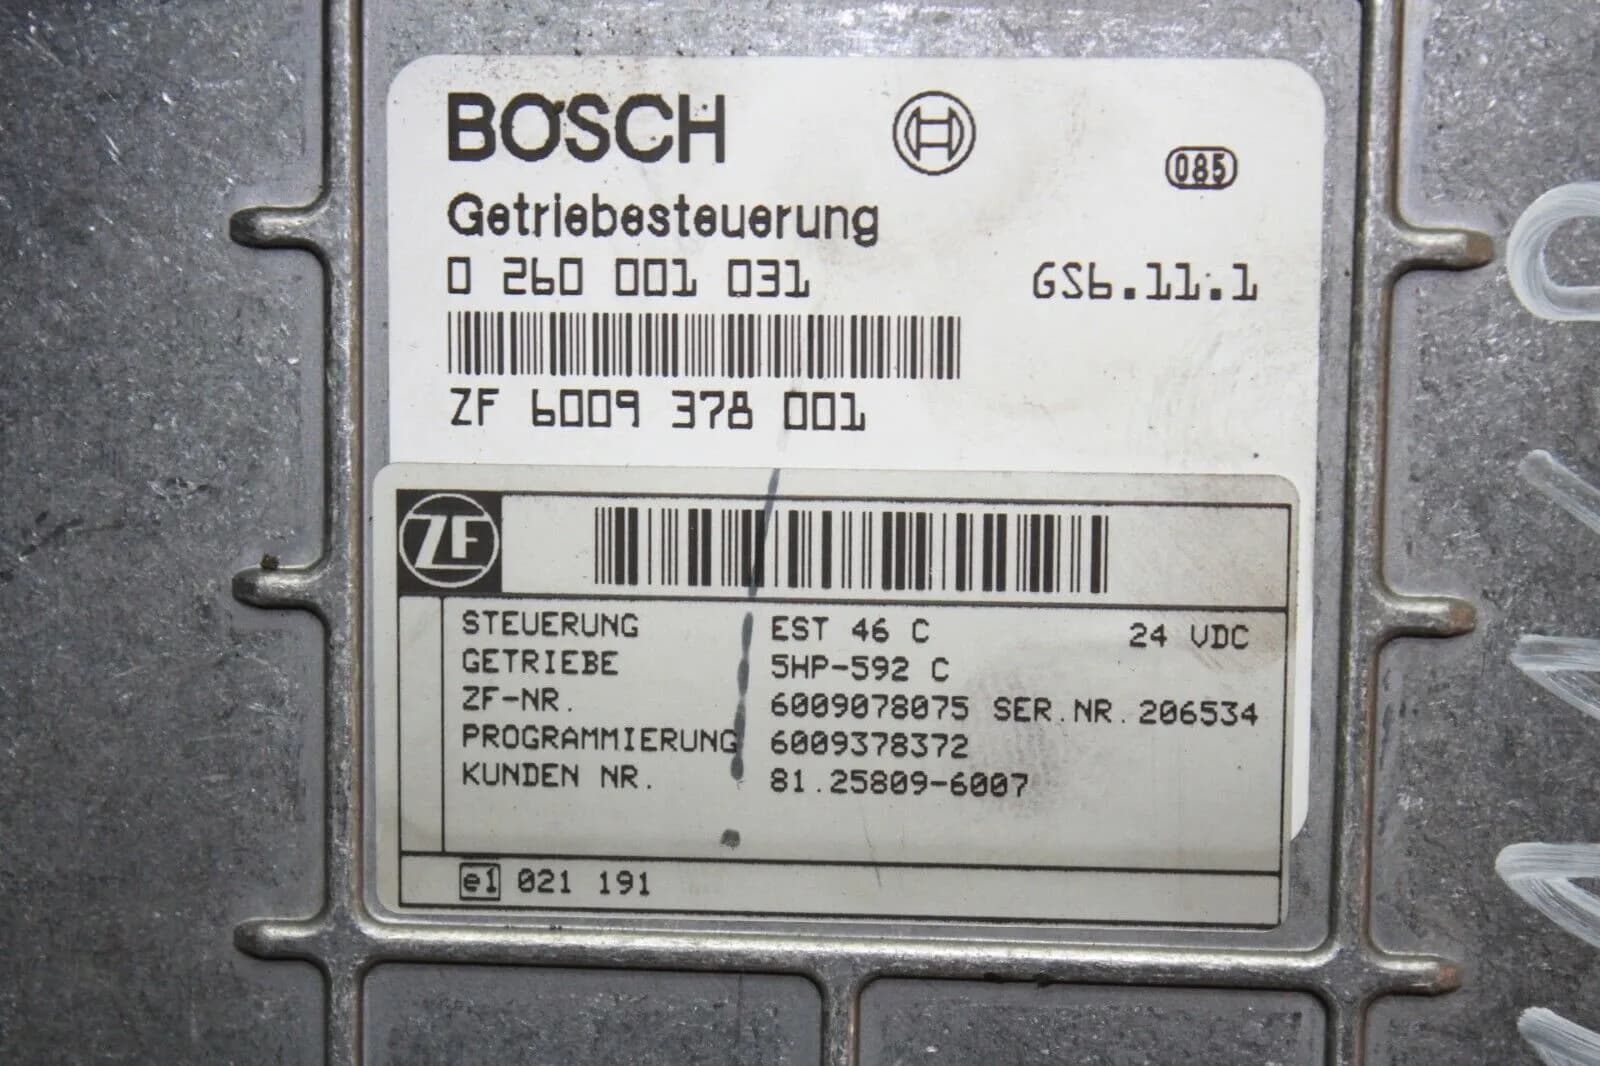 BOSCH
085
Getriebesteuerung
0 260 001 031 GS6.11.1
ZF 6009 378 001
ZF
STEUERUNG EST 46 C 24 VDC
GETRIEBE 5HP-592 C
ZF-NR. 6009078075 SER.NR.206534
PROGRAMMIERUNG 6009378372
KUNDEN NR. 81.25809-6007
e1 021 191